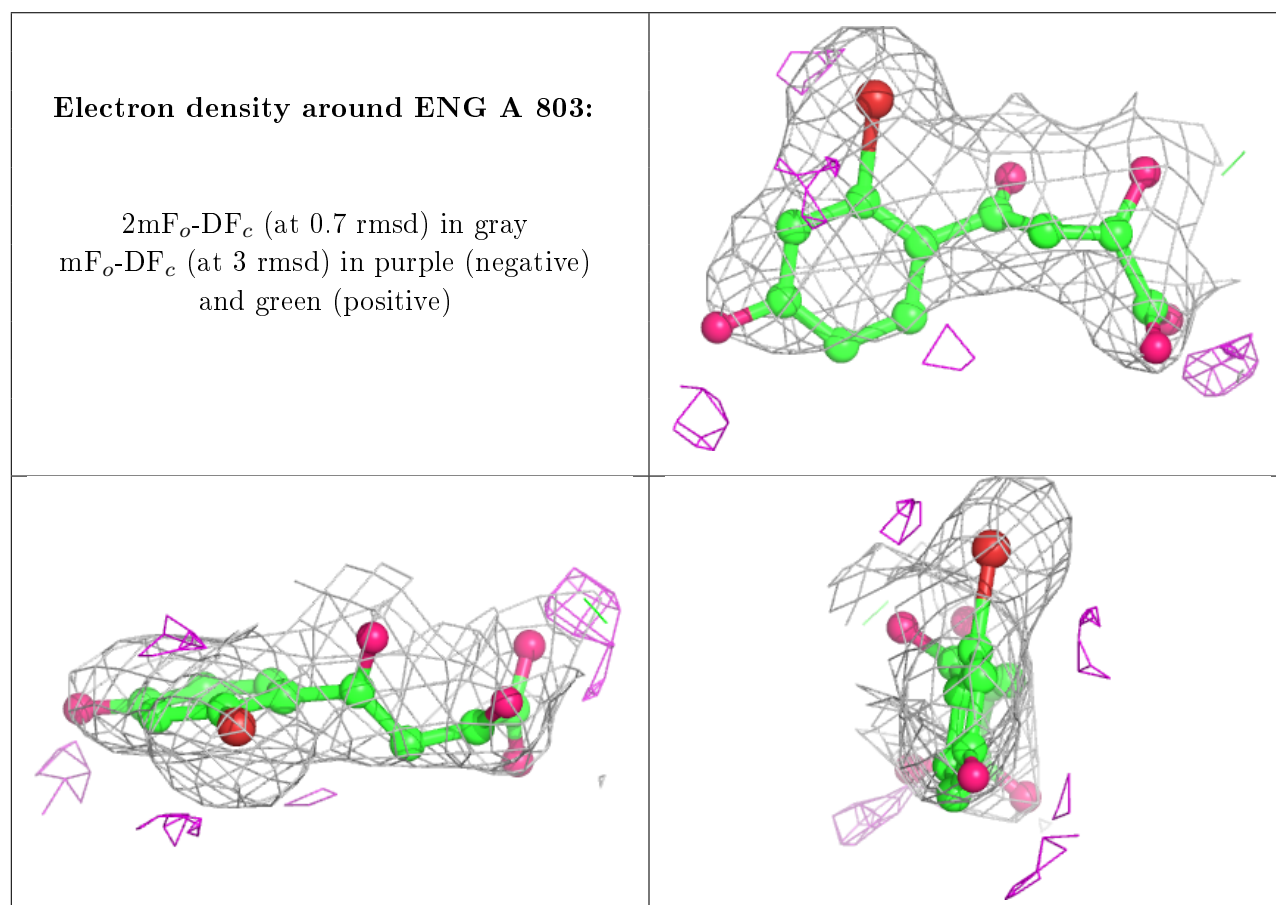 Electron density around ENG A 803:
2mFo-DFc (at 0.7 rmsd) in gray
mFo-DFc (at 3 rmsd) in purple (negative)
and green (positive)